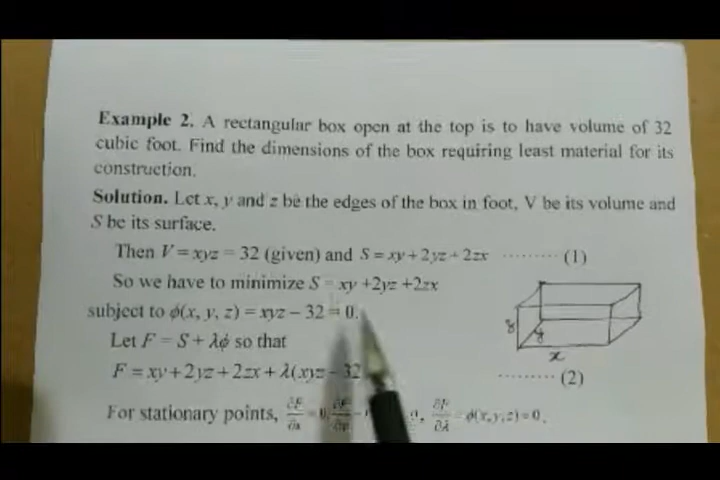 Example 2. A rectangular box open at the top is to have volume of 32
cubic foot. Find the dimensions of the box requiring least material for its
construction.
Solution. Let x, y and z be the edges of the box in foot, V be its volume and
S be its surface.
Then V = xyz = 32 (given) and S = xy + 2yz + 2zx ......... (1)
So we have to minimize S = xy +2yz +2zx
subject to ϕ(x, y, z) = xyz − 32 = 0.
Let F = S + λϕ so that
F = xy + 2yz + 2zx + λ(xyz − 32 ......... (2)
For stationary points, ∂F/∂x = 0, 0, ∂F/∂λ = ϕ(x, y, z) = 0.
y
x